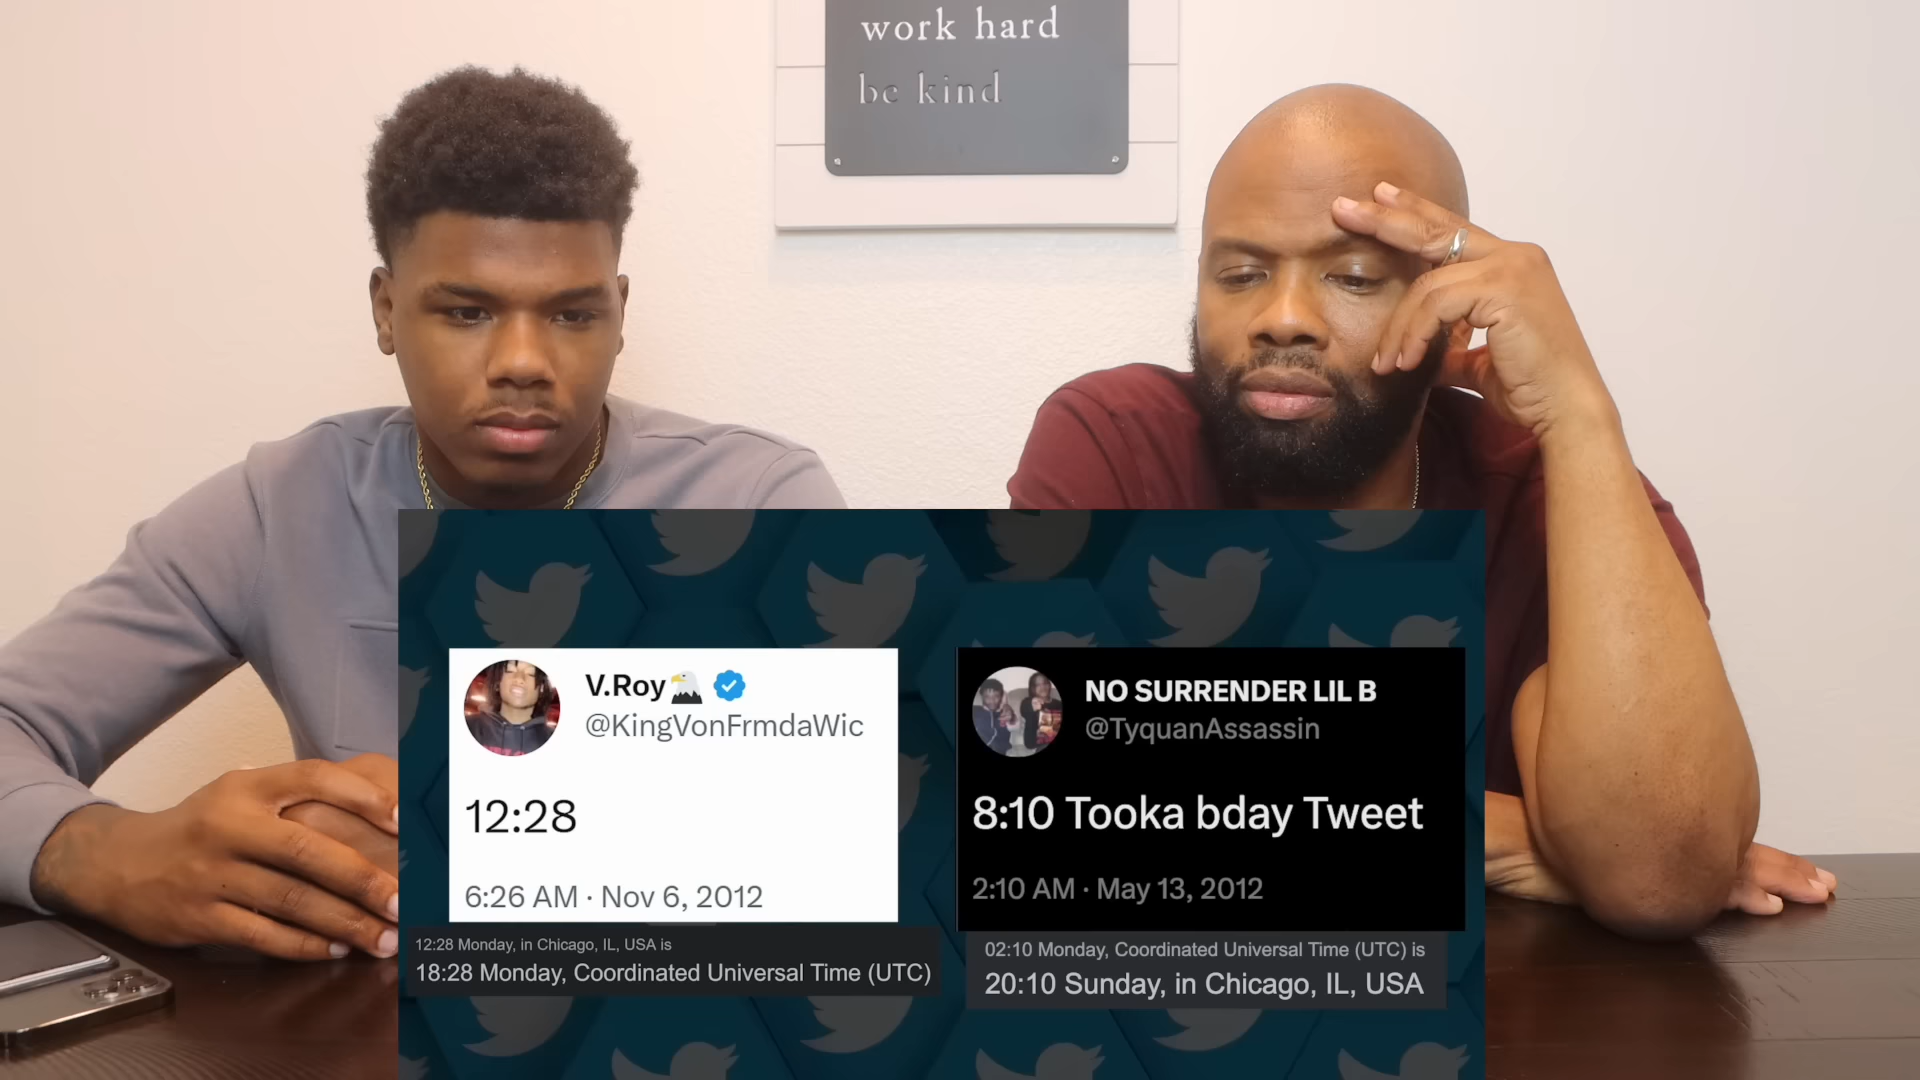 work hard
be kind
V.Roy🦅
@KingVonFrmdaWic
12:28
6:26 AM · Nov 6, 2012
12:28 Monday, in Chicago, IL, USA is
18:28 Monday, Coordinated Universal Time (UTC)
NO SURRENDER LIL B
@TyquanAssassin
8:10 Tooka bday Tweet
2:10 AM · May 13, 2012
02:10 Monday, Coordinated Universal Time (UTC) is
20:10 Sunday, in Chicago, IL, USA